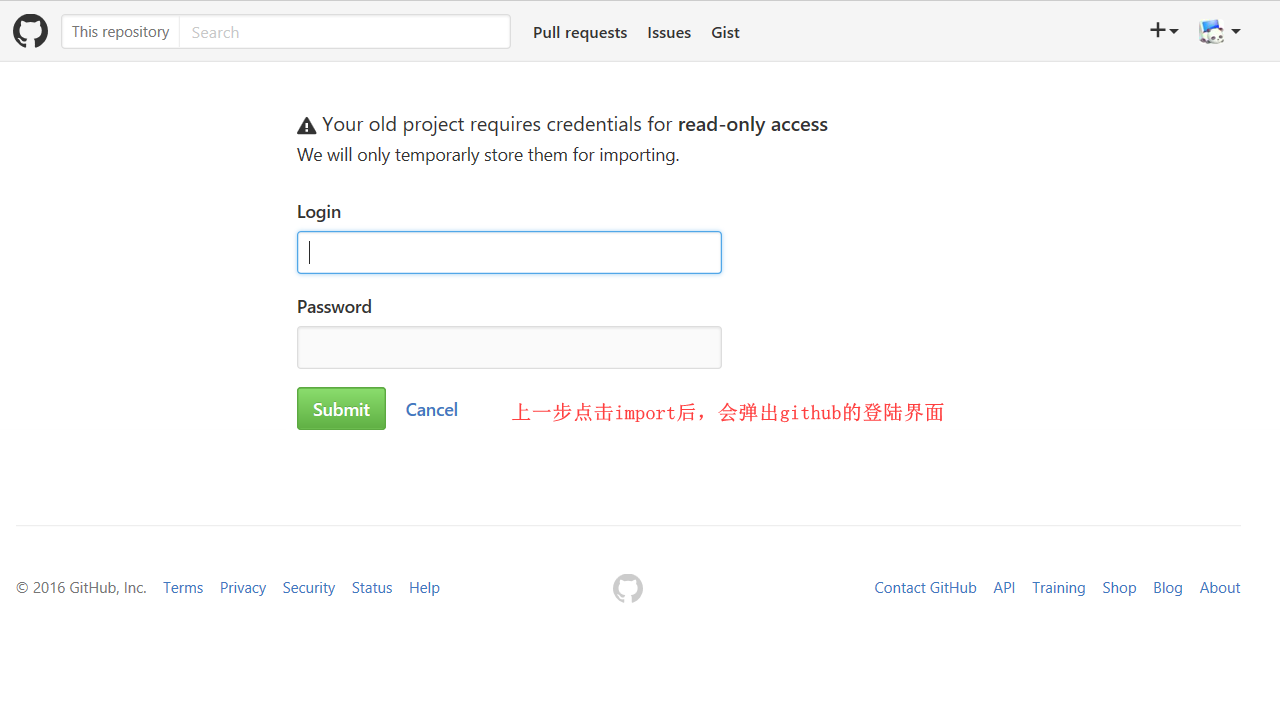 This repository Search Pull requests Issues Gist
Your old project requires credentials for read-only access
We will only temporarly store them for importing.
Login
Password
Submit Cancel 上一步点击import后，会弹出github的登陆界面
© 2016 GitHub, Inc. Terms Privacy Security Status Help Contact GitHub API Training Shop Blog About